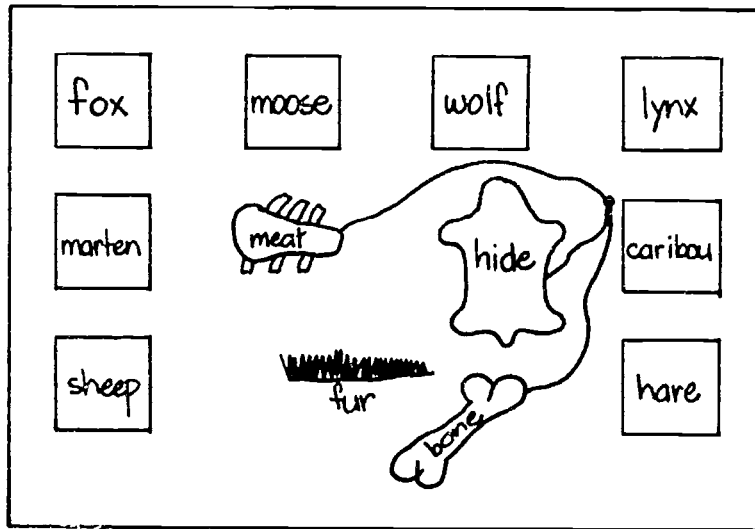 fox
moose
wolf
lynx
marten
meat
hide
caribou
sheep
fur
bone
hare